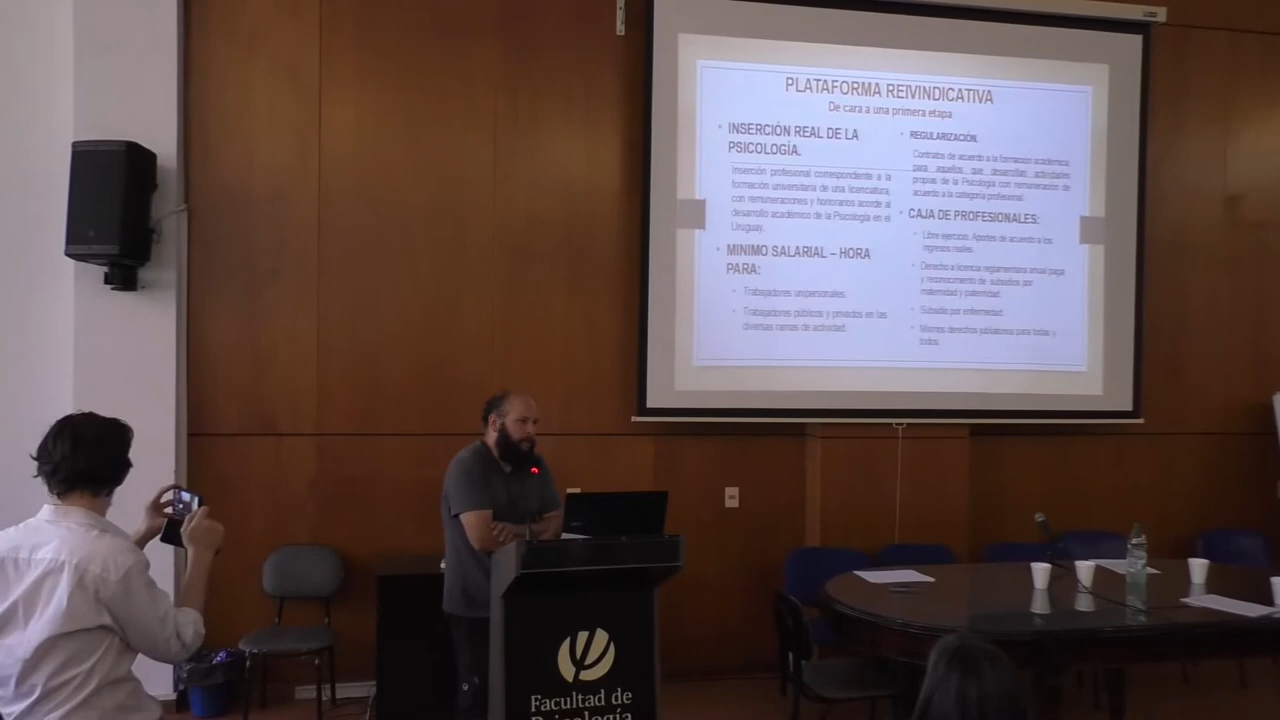 PLATAFORMA REIVINDICATIVA
De cara a una primera etapa
• INSERCIÓN REAL DE LA
PSICOLOGÍA.
Inserción profesional correspondiente a la
formación universitaria de una licenciatura,
con remuneraciones y honorarios acorde al
desarrollo académico de la Psicología en el
Uruguay.
• MINIMO SALARIAL – HORA
PARA:
• Trabajadores unipersonales.
• Trabajadores públicos y privados en las
diversas ramas de actividad.
• REGULARIZACIÓN.
Contratos de acuerdo a la formación académica
para aquellos que desarrollan actividades
propias de la Psicología con remuneración de
acuerdo a la categoría profesional.
• CAJA DE PROFESIONALES:
• Libre ejercicio. Aportes de acuerdo a los
ingresos reales.
• Derecho a licencia reglamentaria anual paga
y reconocimiento de subsidios por
maternidad y paternidad.
• Subsidio por enfermedad.
• Mismos derechos jubilatorios para todas y
todos.
Facultad de
Psicología